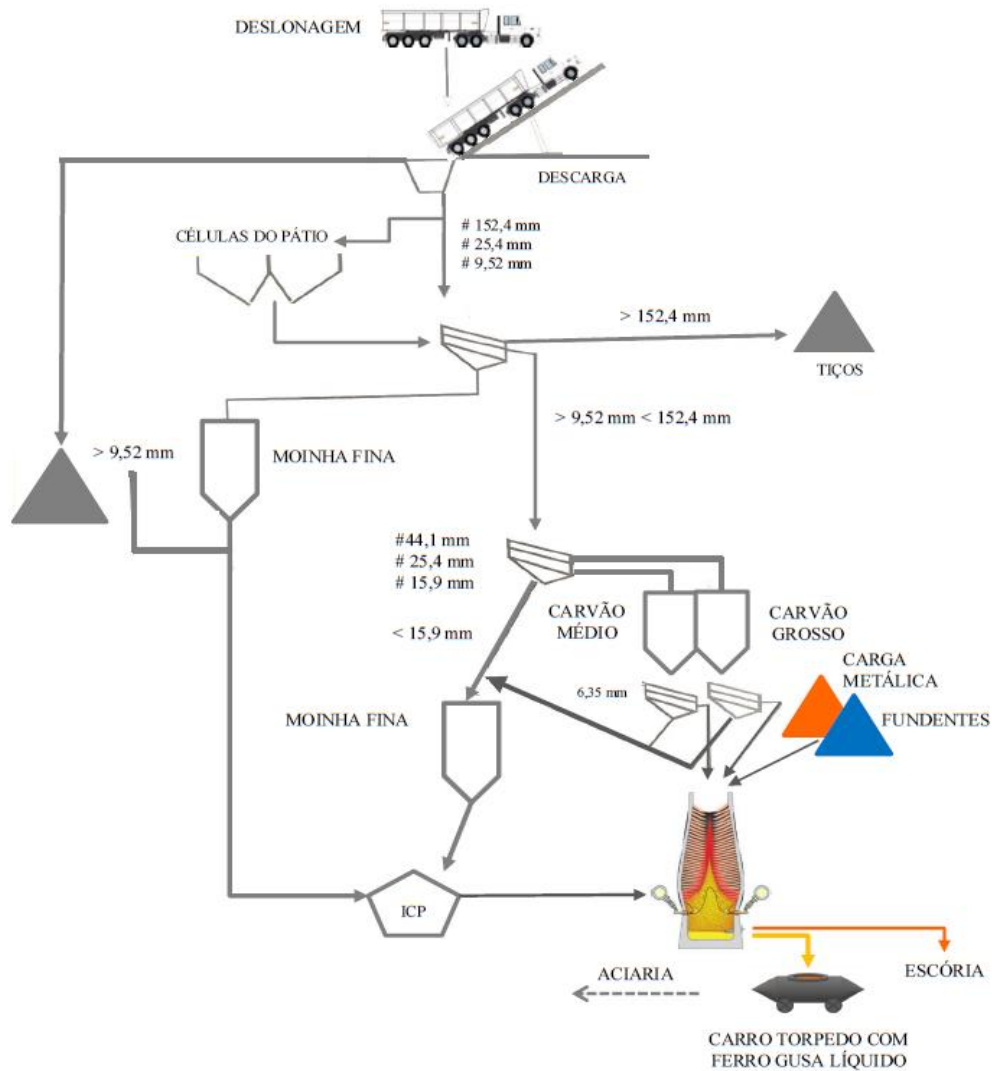 DESLONAGEM
DESCARGA
CÉLULAS DO PÁTIO
# 152,4 mm
# 25,4 mm
# 9,52 mm
> 152,4 mm
TIÇOS
> 9,52 mm < 152,4 mm
> 9,52 mm
MOINHA FINA
#44,1 mm
# 25,4 mm
# 15,9 mm
CARVÃO
MÉDIO
CARVÃO
GROSSO
< 15,9 mm
CARGA
METÁLICA
6,35 mm
FUNDENTES
MOINHA FINA
ICP
ESCÓRIA
ACIARIA
CARRO TORPEDO COM
FERRO GUSA LÍQUIDO